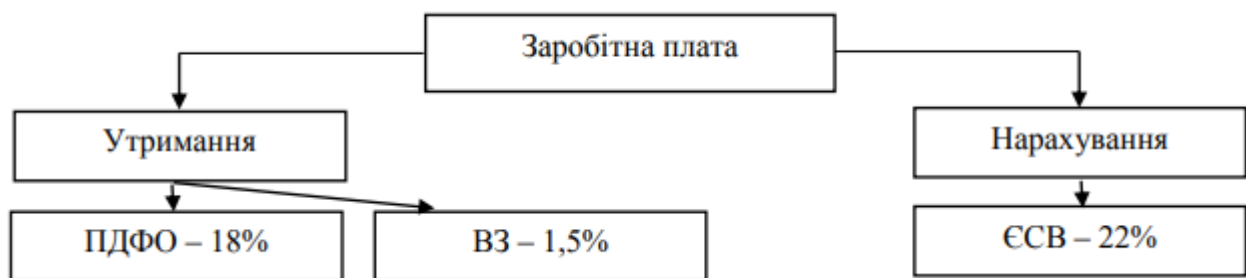 Заробітна плата
Утримання
Нарахування
ПДФО – 18%
ВЗ – 1,5%
ЄСВ – 22%